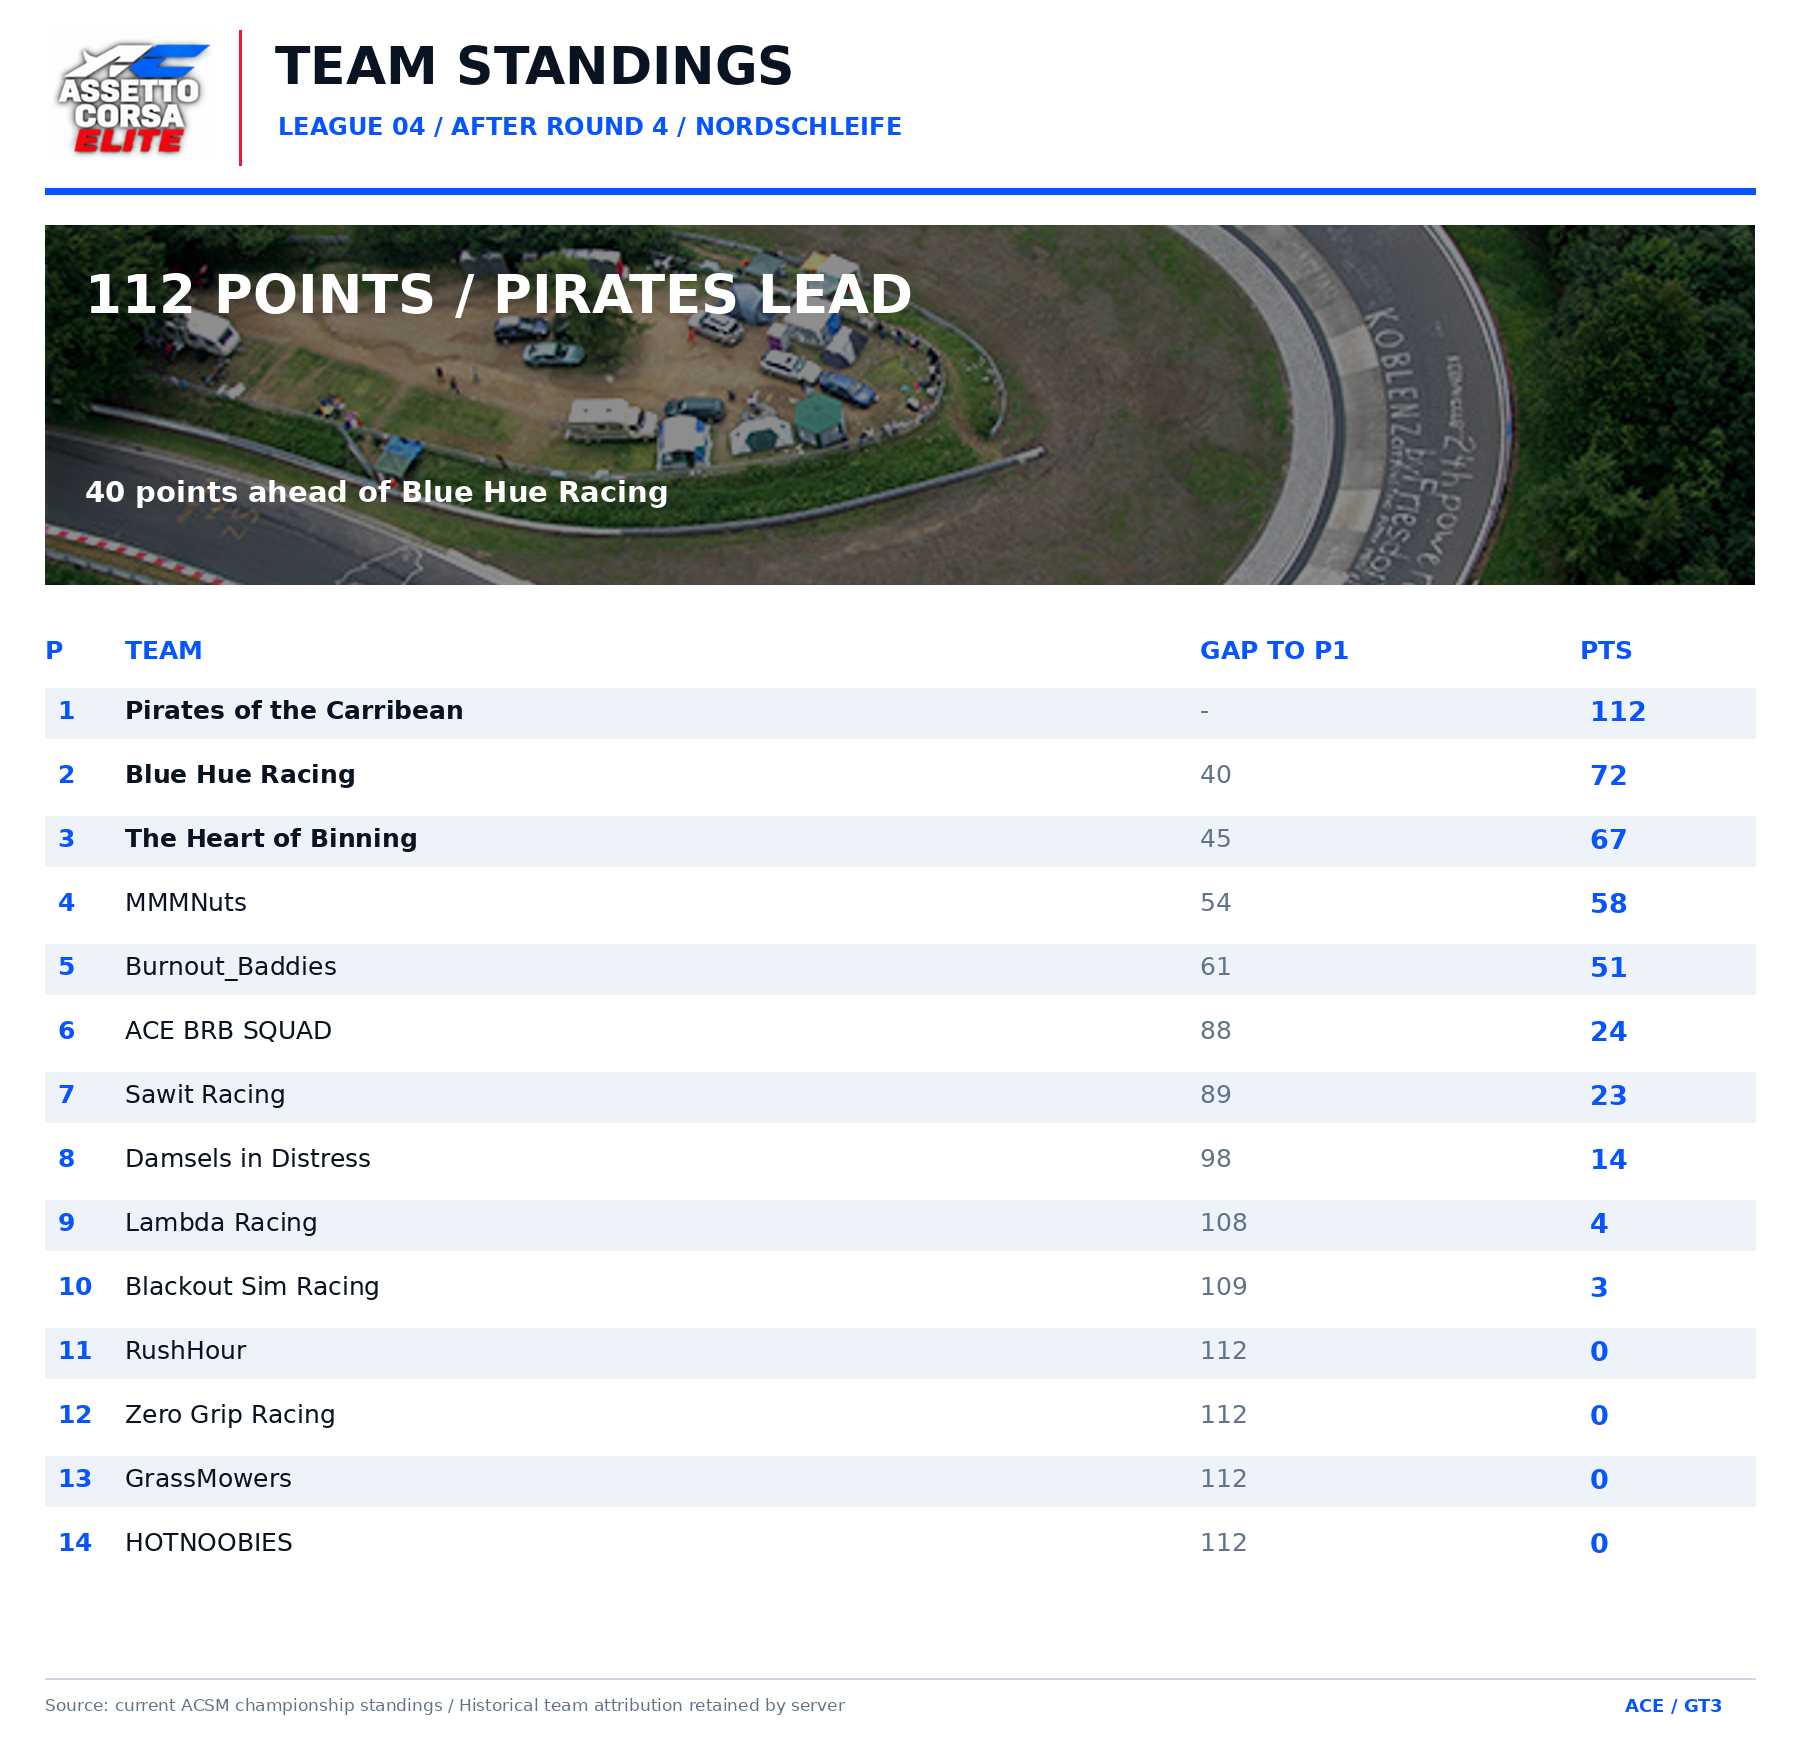 ASSETTO
CORSA
ELITE
TEAM STANDINGS
LEAGUE 04 / AFTER ROUND 4 / NORDSCHLEIFE
112 POINTS / PIRATES LEAD
40 points ahead of Blue Hue Racing
KOBLENZ
P TEAM GAP TO P1 PTS
1 Pirates of the Carribean - 112
2 Blue Hue Racing 40 72
3 The Heart of Binning 45 67
4 MMMNuts 54 58
5 Burnout_Baddies 61 51
6 ACE BRB SQUAD 88 24
7 Sawit Racing 89 23
8 Damsels in Distress 98 14
9 Lambda Racing 108 4
10 Blackout Sim Racing 109 3
11 RushHour 112 0
12 Zero Grip Racing 112 0
13 GrassMowers 112 0
14 HOTNOOBIES 112 0
Source: current ACSM championship standings / Historical team attribution retained by server
ACE / GT3